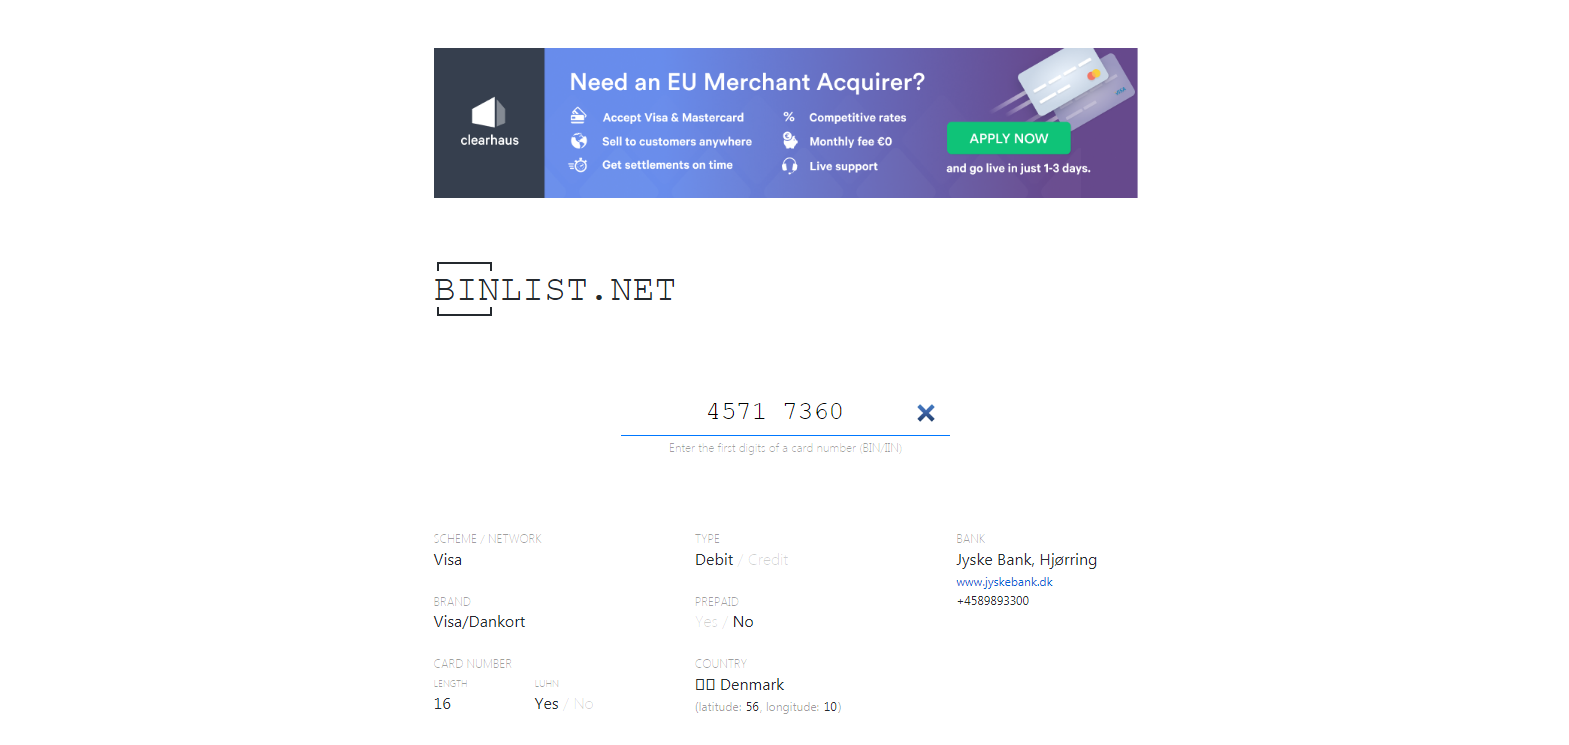 clearhaus
Need an EU Merchant Acquirer?
Accept Visa & Mastercard
% Competitive rates
Sell to customers anywhere
Monthly fee €0
Get settlements on time
Live support
APPLY NOW
and go live in just 1-3 days.
VISA
BINLIST.NET
4571 7360
Enter the first digits of a card number (BIN/IIN)
SCHEME / NETWORK
Visa
TYPE
Debit / Credit
BANK
Jyske Bank, Hjørring
www.jyskebank.dk
+4589893300
BRAND
Visa/Dankort
PREPAID
Yes / No
CARD NUMBER
LENGTH
16
LUHN
Yes / No
COUNTRY
Denmark
(latitude: 56, longitude: 10)